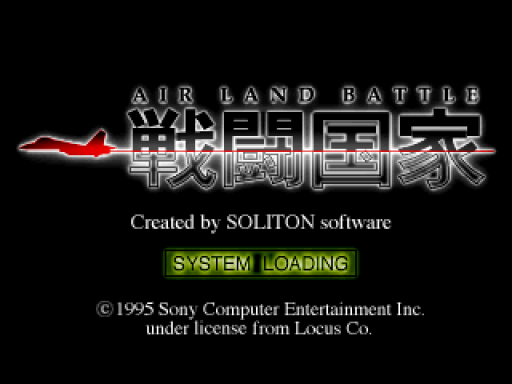 AIR LAND BATTLE
戦闘国家
Created by SOLITON software
SYSTEM LOADING
©1995 Sony Computer Entertainment Inc.
under license from Locus Co.